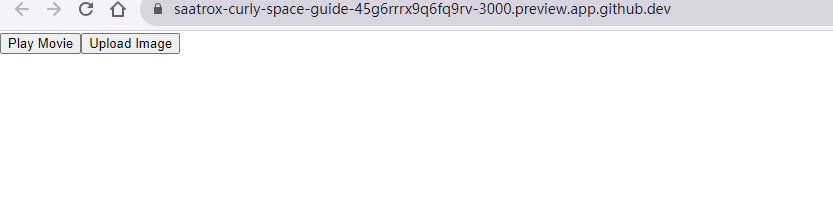 saatrox-curly-space-guide-45g6rrrx9q6fq9rv-3000.preview.app.github.dev
Play Movie Upload Image